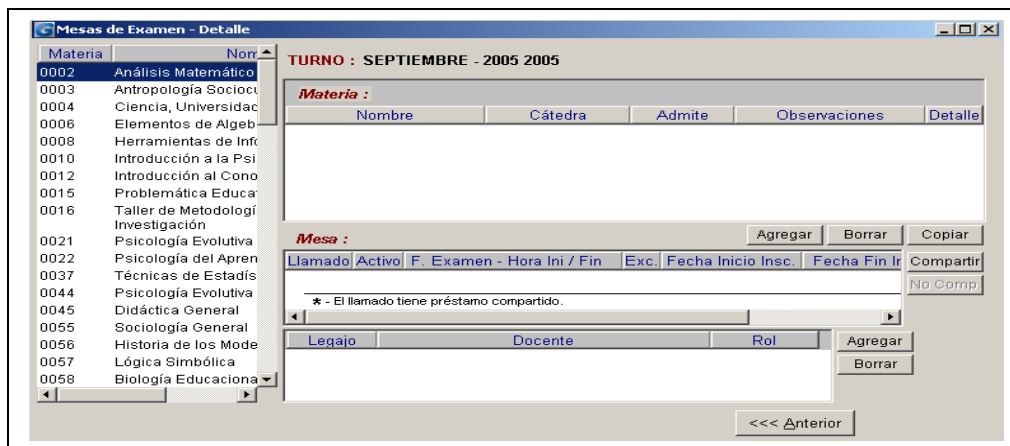 Mesas de Examen - Detalle
Materia Nom
0002 Análisis Matemático
0003 Antropología Sociocu
0004 Ciencia, Universidad
0006 Elementos de Algeb
0008 Herramientas de Info
0010 Introducción a la Psi
0012 Introducción al Cono
0015 Problemática Educa
0016 Taller de Metodologí
Investigación
0021 Psicología Evolutiva
0022 Psicología del Apren
0037 Técnicas de Estadís
0044 Psicología Evolutiva
0045 Didáctica General
0055 Sociología General
0056 Historia de los Mode
0057 Lógica Simbólica
0058 Biología Educaciona
TURNO : SEPTIEMBRE - 2005 2005
Materia :
Nombre Cátedra Admite Observaciones Detalle
Mesa :
Agregar Borrar Copiar
Llamado Activo F. Examen - Hora Ini / Fin Exc. Fecha Inicio Insc. Fecha Fin In
Compartir
No Comp.
* - El llamado tiene préstamo compartido.
Legajo Docente Rol
Agregar
Borrar
<<< Anterior